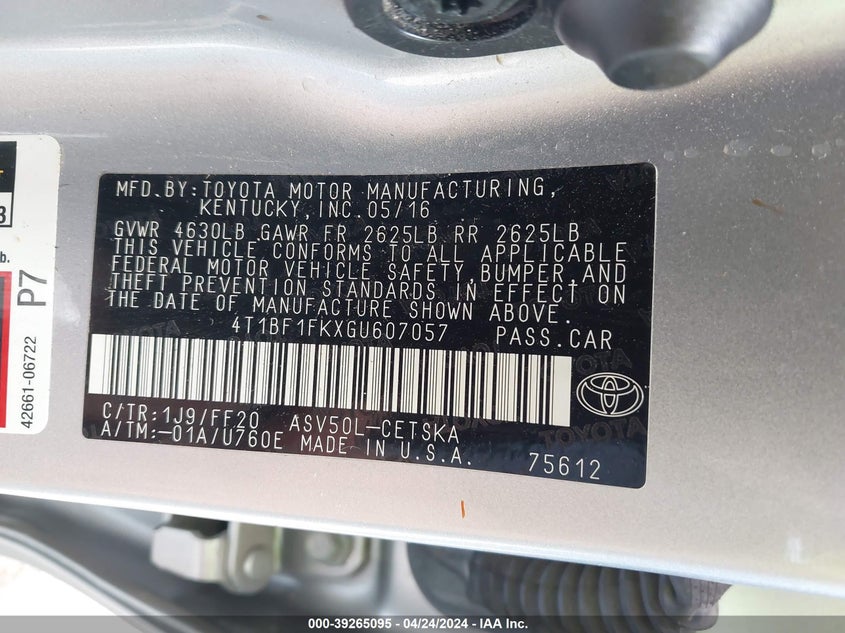 MFD.BY:TOYOTA MOTOR MANUFACTURING,
KENTUCKY,INC.05/16
GVWR 4630LB GAWR FR 2625LB RR 2625LB
THIS VEHICLE CONFORMS TO ALL APPLICABLE
FEDERAL MOTOR VEHICLE SAFETY,BUMPER,AND
THEFT PREVENTION STANDARDS IN EFFECT ON
THE DATE OF MANUFACTURE SHOWN ABOVE.
4T1BF1FKXGU607057 PASS.CAR
C/TR:1J9/FF20 ASV50L-CETSKA
A/TM:-01A/U760E MADE IN U.S.A.
75612
b.
P7
42661-06722
000-39265095 - 04/24/2024 - IAA Inc.